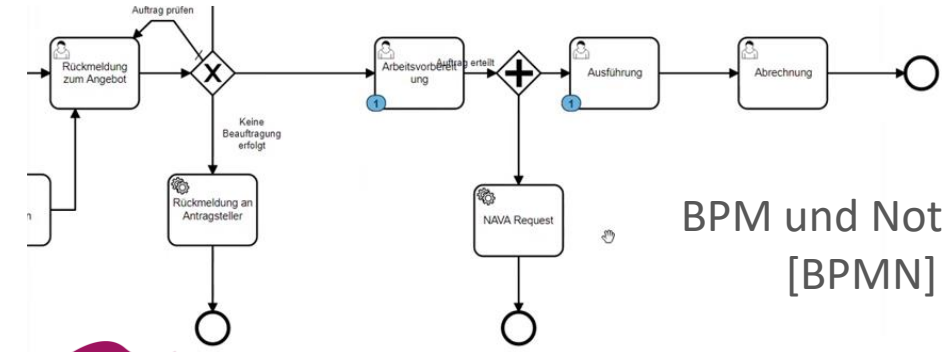 Auftrag prüfen
Rückmeldung
zum Angebot
X
Keine
Beauftragung
erfolgt
Rückmeldung an
Antragsteller
n
Arbeitsvorbereit
ung
1
Auftrag erteilt
NAVA Request
Ausführung
1
Abrechnung
BPM und Not
[BPMN]